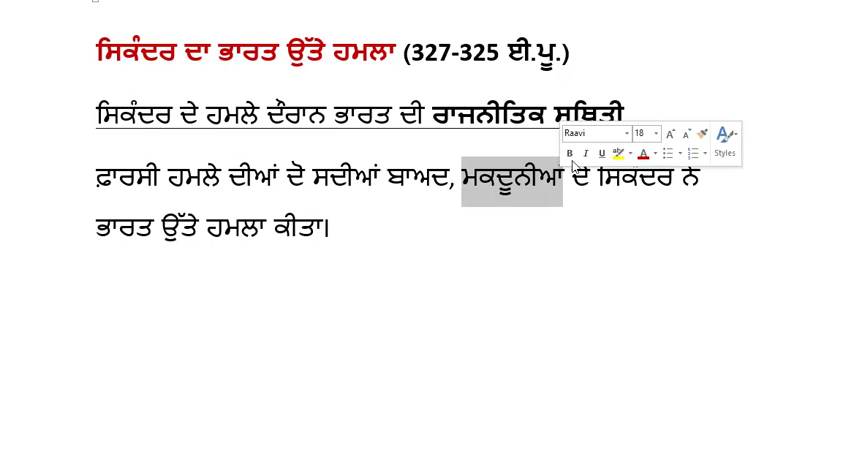 ਸਿਕੰਦਰ ਦਾ ਭਾਰਤ ਉੱਤੇ ਹਮਲਾ (327-325 ਈ.ਪੂ.)
ਸਿਕੰਦਰ ਦੇ ਹਮਲੇ ਦੌਰਾਨ ਭਾਰਤ ਦੀ ਰਾਜਨੀਤਿਕ ਸਥਿਤੀ
Raavi 18
B I U Styles
ਫ਼ਾਰਸੀ ਹਮਲੇ ਦੀਆਂ ਦੋ ਸਦੀਆਂ ਬਾਅਦ, ਮਕਦੂਨੀਆ ਦੇ ਸਿਕੰਦਰ ਨੇ
ਭਾਰਤ ਉੱਤੇ ਹਮਲਾ ਕੀਤਾ।